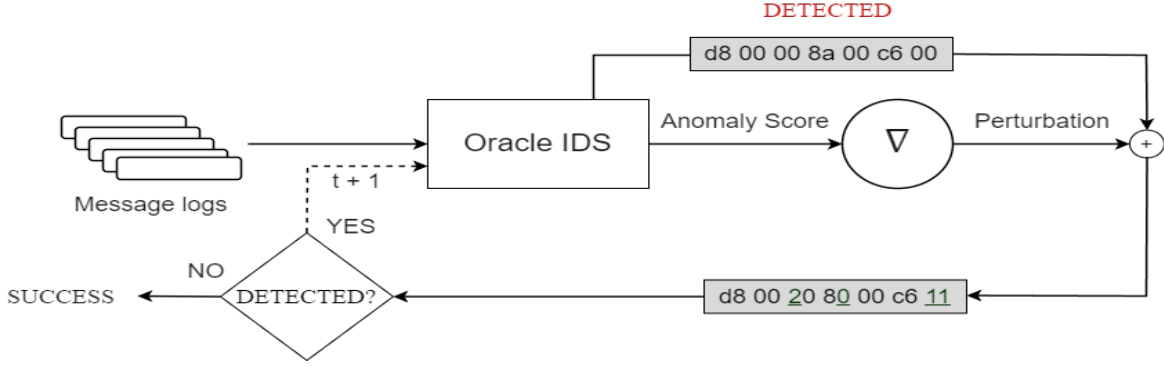 DETECTED
d8 00 00 8a 00 c6 00
Oracle IDS
Anomaly Score
∇
Perturbation
+
Message logs
t + 1
YES
NO
SUCCESS
DETECTED?
d8 00 20 80 00 c6 11